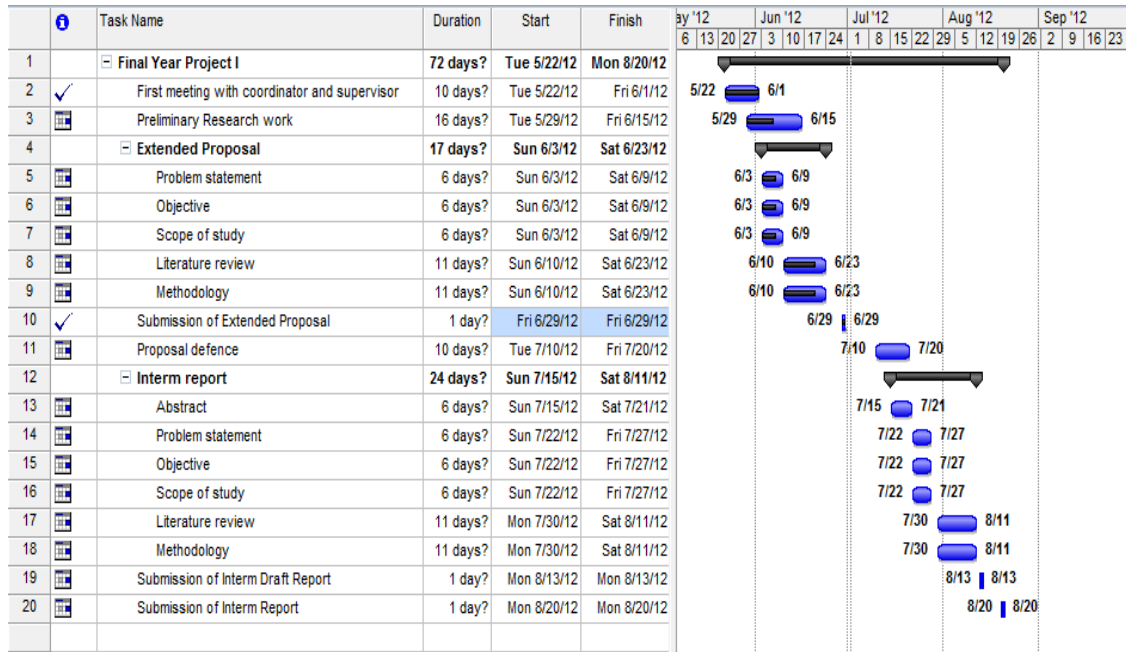 Task Name Duration Start Finish ay '12 Jun '12 Jul '12 Aug '12 Sep '12
6 13 20 27 3 10 17 24 1 8 15 22 29 5 12 19 26 2 9 16 23
1 Final Year Project I 72 days? Tue 5/22/12 Mon 8/20/12
2 First meeting with coordinator and supervisor 10 days? Tue 5/22/12 Fri 6/1/12 5/22 6/1
3 Preliminary Research work 16 days? Tue 5/29/12 Fri 6/15/12 5/29 6/15
4 Extended Proposal 17 days? Sun 6/3/12 Sat 6/23/12
5 Problem statement 6 days? Sun 6/3/12 Sat 6/9/12 6/3 6/9
6 Objective 6 days? Sun 6/3/12 Sat 6/9/12 6/3 6/9
7 Scope of study 6 days? Sun 6/3/12 Sat 6/9/12 6/3 6/9
8 Literature review 11 days? Sun 6/10/12 Sat 6/23/12 6/10 6/23
9 Methodology 11 days? Sun 6/10/12 Sat 6/23/12 6/10 6/23
10 Submission of Extended Proposal 1 day? Fri 6/29/12 Fri 6/29/12 6/29 6/29
11 Proposal defence 10 days? Tue 7/10/12 Fri 7/20/12 7/10 7/20
12 Interm report 24 days? Sun 7/15/12 Sat 8/11/12
13 Abstract 6 days? Sun 7/15/12 Sat 7/21/12 7/15 7/21
14 Problem statement 6 days? Sun 7/22/12 Fri 7/27/12 7/22 7/27
15 Objective 6 days? Sun 7/22/12 Fri 7/27/12 7/22 7/27
16 Scope of study 6 days? Sun 7/22/12 Fri 7/27/12 7/22 7/27
17 Literature review 11 days? Mon 7/30/12 Sat 8/11/12 7/30 8/11
18 Methodology 11 days? Mon 7/30/12 Sat 8/11/12 7/30 8/11
19 Submission of Interm Draft Report 1 day? Mon 8/13/12 Mon 8/13/12 8/13 8/13
20 Submission of Interm Report 1 day? Mon 8/20/12 Mon 8/20/12 8/20 8/20